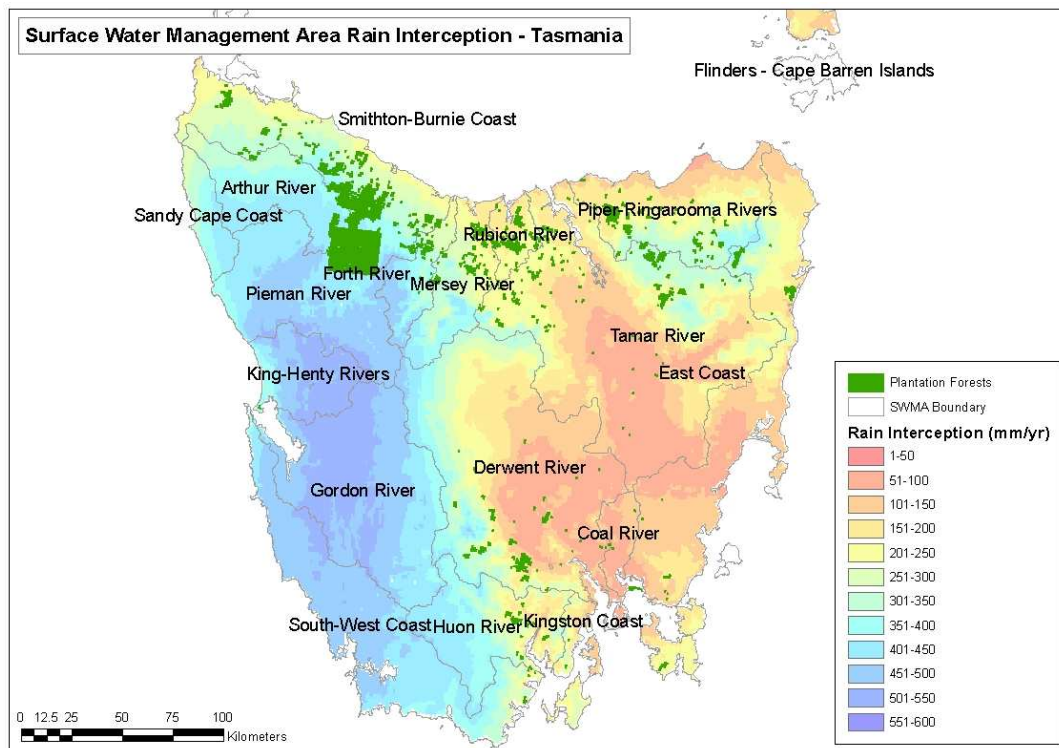 Surface Water Management Area Rain Interception - Tasmania
Flinders - Cape Barren Islands
Smithton-Burnie Coast
Arthur River
Sandy Cape Coast
Piper-Ringarooma Rivers
Rubicon River
Forth River
Mersey River
Pieman River
Tamar River
King-Henty Rivers
East Coast
Derwent River
Gordon River
Coal River
South-West Coast
Huon River
Kingston Coast
Plantation Forests
SWMA Boundary
Rain Interception (mm/yr)
1-50
51-100
101-150
151-200
201-250
251-300
301-350
351-400
401-450
451-500
501-550
551-600
0 12.5 25 50 75 100
Kilometers